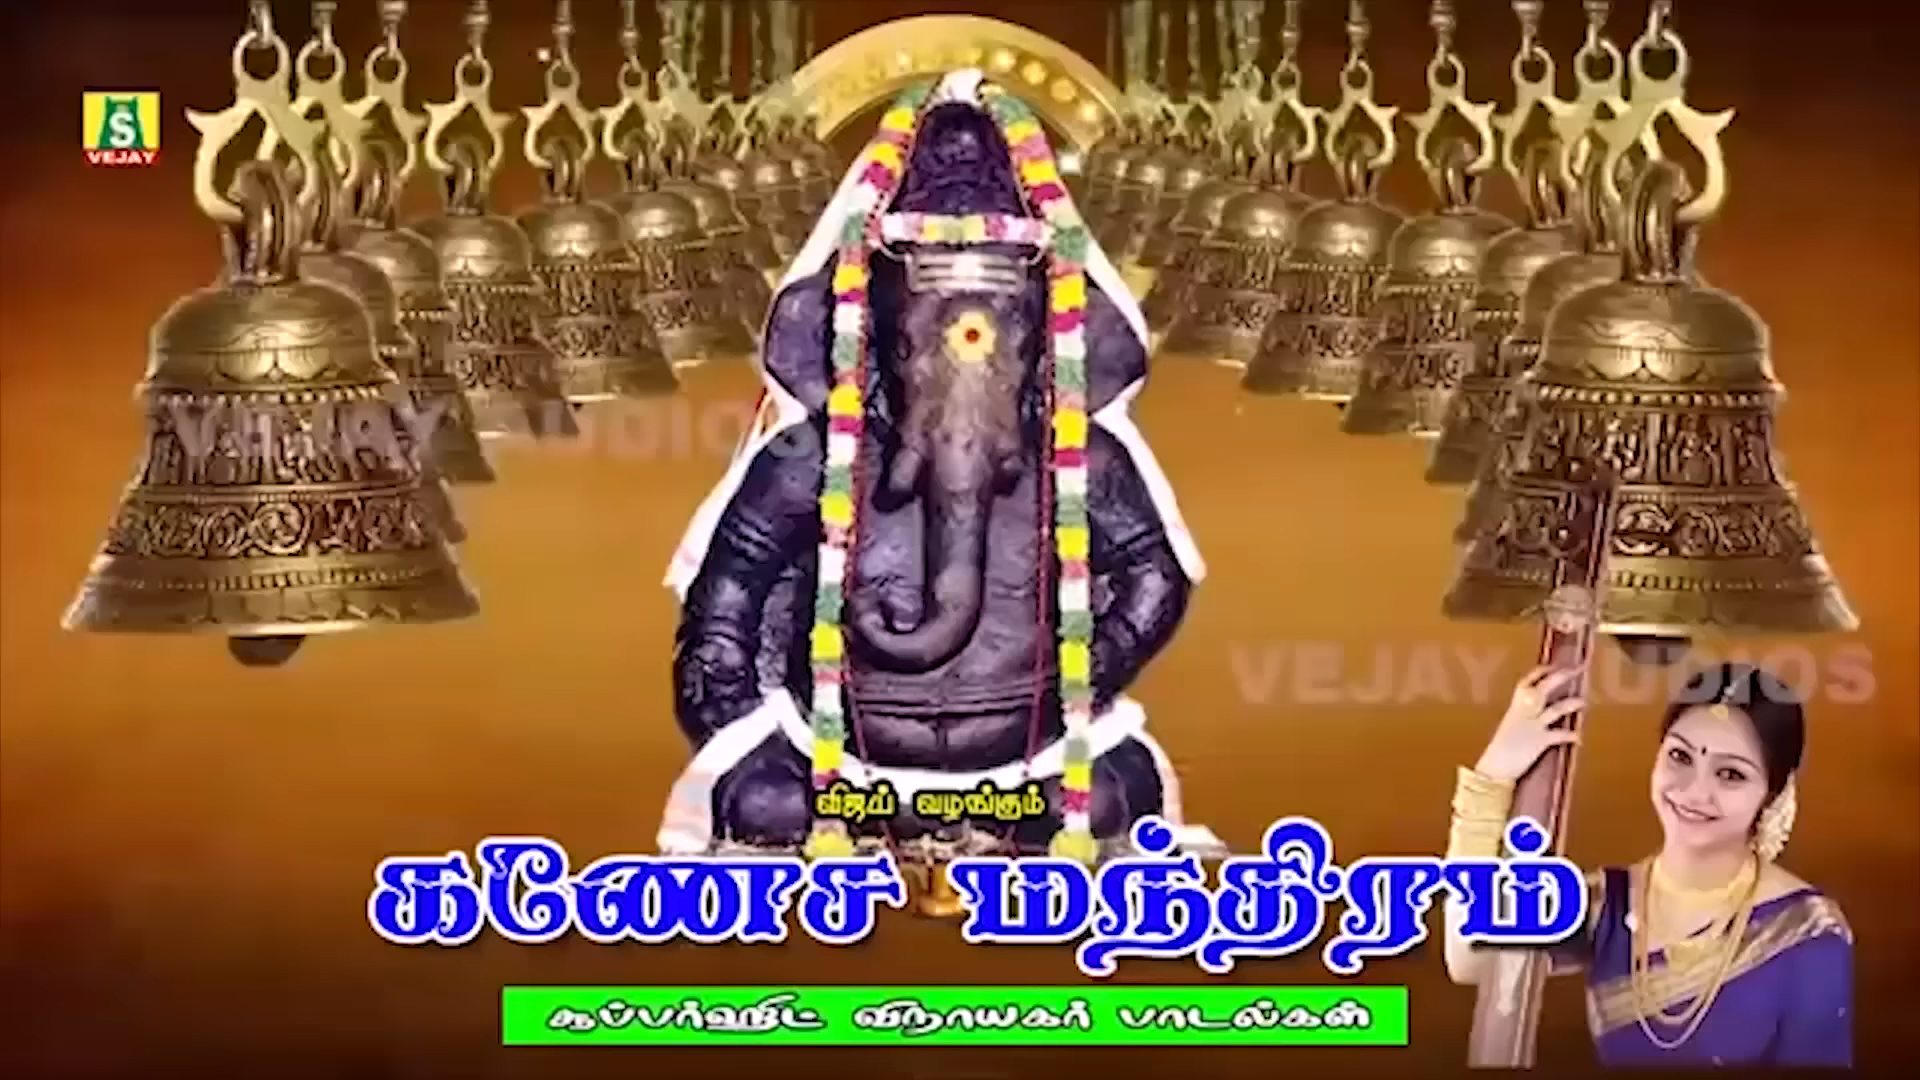 S
VEJAY
VEJAY AUDIOS
VEJAY AUDIOS
விஜய் வழங்கும்
கணேச மந்திரம்
சூப்பர்ஹிட் விநாயகர் பாடல்கள்